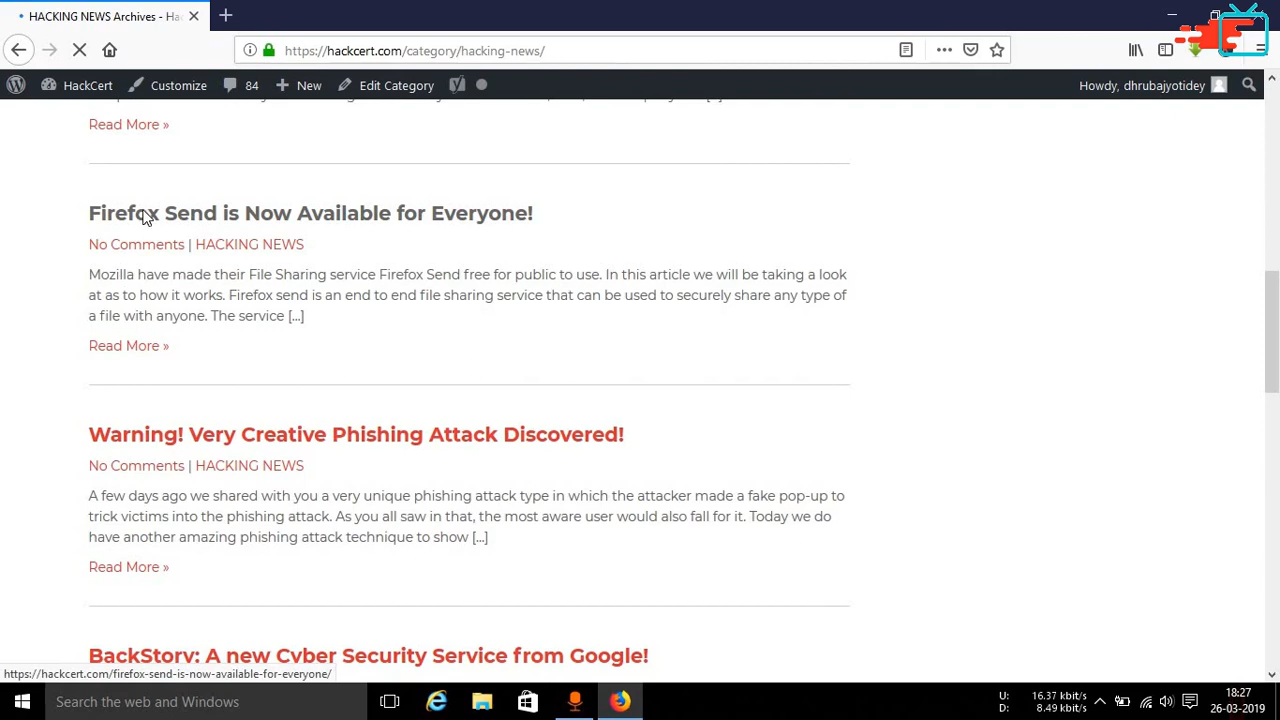 HACKING NEWS Archives - Hac
https://hackcert.com/category/hacking-news/
HackCert Customize 84 New Edit Category Howdy, dhrubajyotidey
Read More »
Firefox Send is Now Available for Everyone!
No Comments | HACKING NEWS
Mozilla have made their File Sharing service Firefox Send free for public to use. In this article we will be taking a look
at as to how it works. Firefox send is an end to end file sharing service that can be used to securely share any type of
a file with anyone. The service [...]
Read More »
Warning! Very Creative Phishing Attack Discovered!
No Comments | HACKING NEWS
A few days ago we shared with you a very unique phishing attack type in which the attacker made a fake pop-up to
trick victims into the phishing attack. As you all saw in that, the most aware user would also fall for it. Today we do
have another amazing phishing attack technique to show [...]
Read More »
BackStory: A new Cyber Security Service from Google!
https://hackcert.com/firefox-send-is-now-available-for-everyone/
Search the web and Windows
U: 16.37 kbit/s
D: 8.49 kbit/s
18:27
26-03-2019